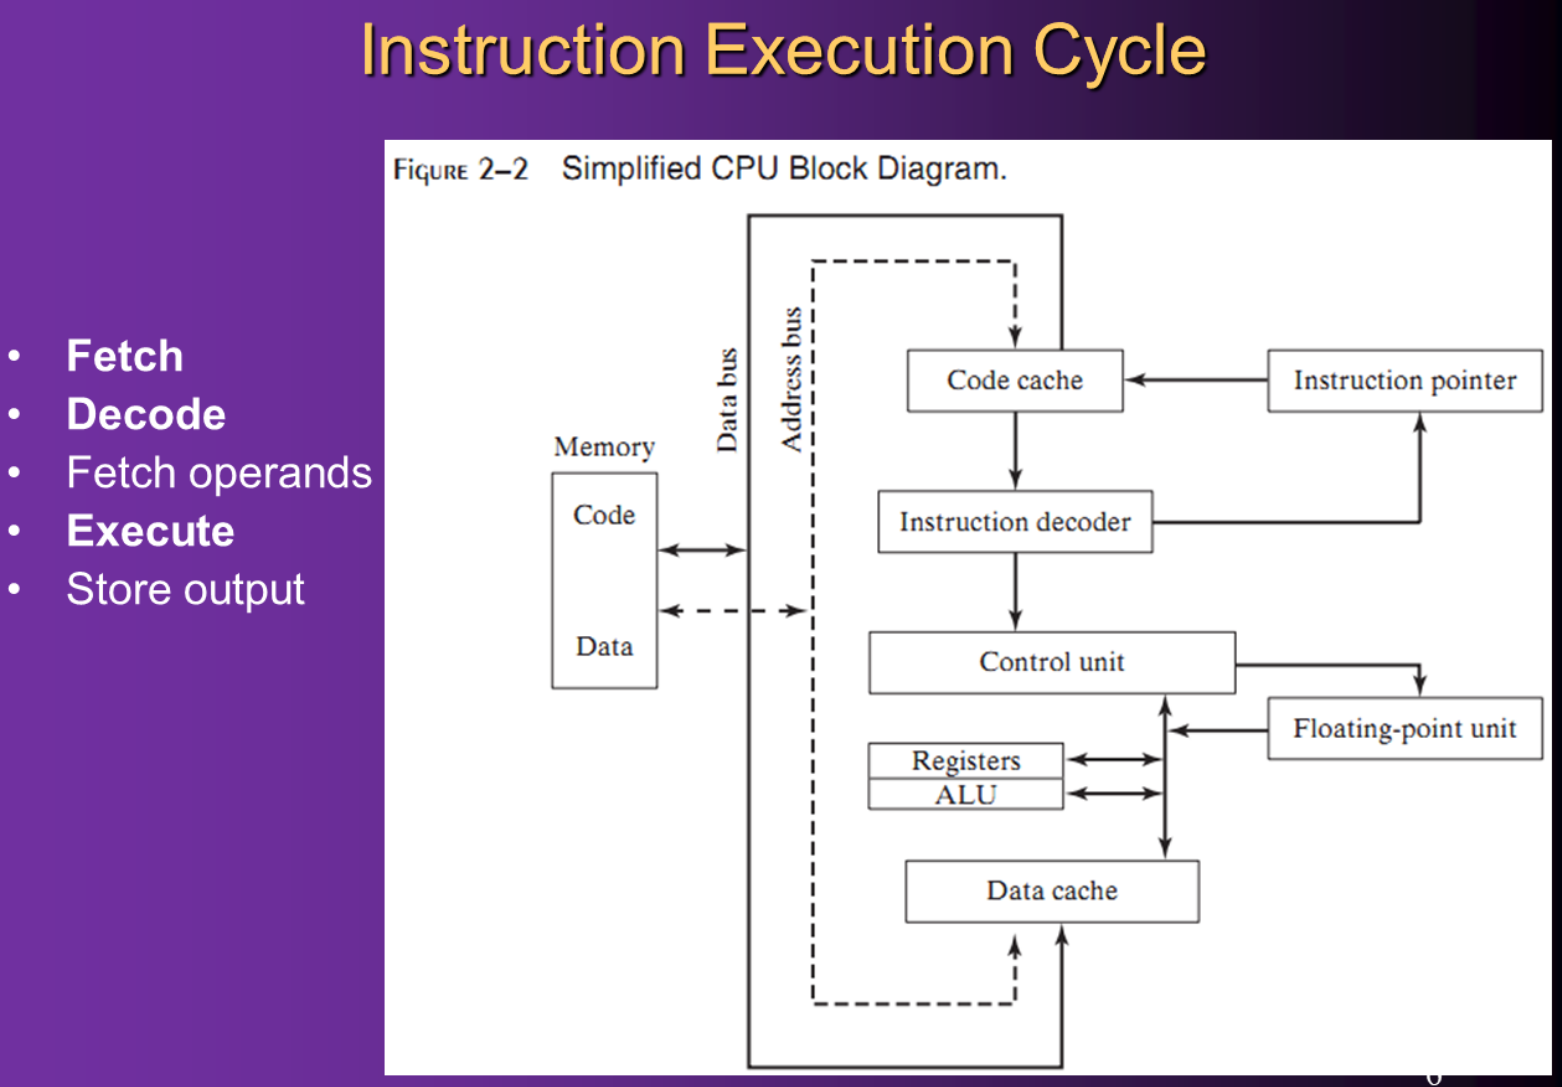 Instruction Execution Cycle
• Fetch
• Decode
• Fetch operands
• Execute
• Store output
FIGURE 2–2 Simplified CPU Block Diagram.
Data bus
Address bus
Memory
Code
Data
Code cache
Instruction pointer
Instruction decoder
Control unit
Floating-point unit
Registers
ALU
Data cache